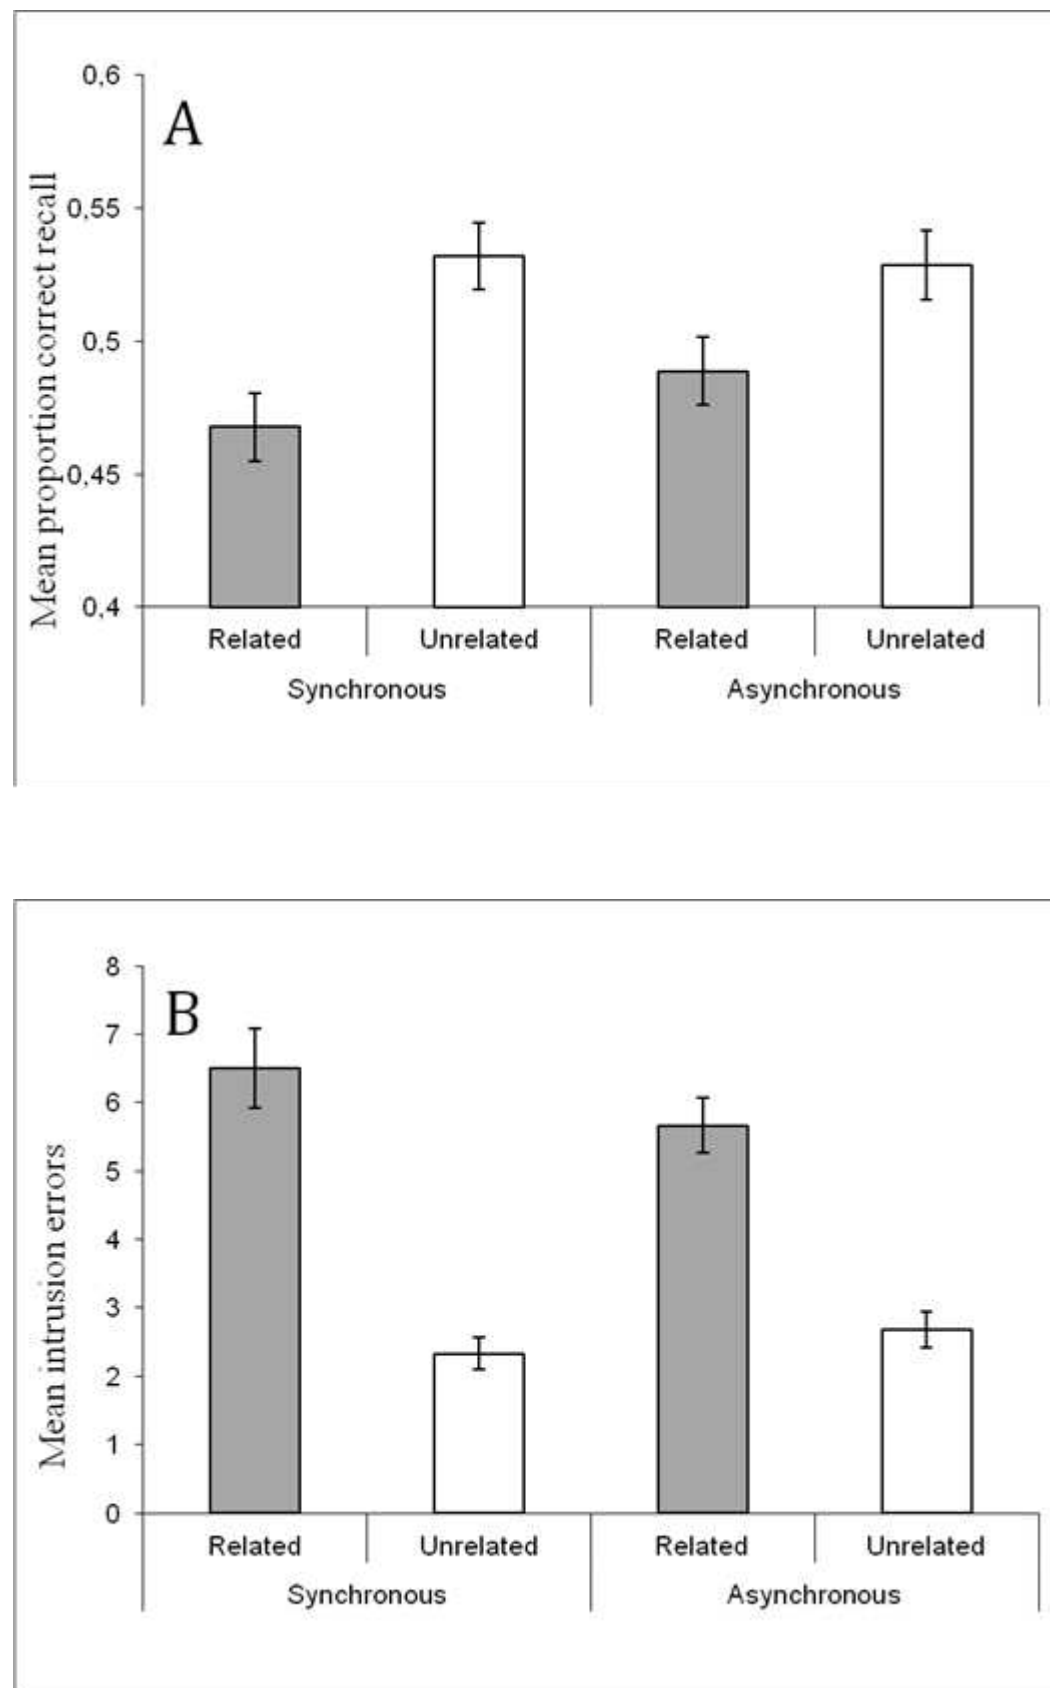 A
Mean proportion correct recall
0,6
0,55
0,5
0,45
0,4
Related Unrelated Related Unrelated
Synchronous Asynchronous
B
Mean intrusion errors
8
7
6
5
4
3
2
1
0
Related Unrelated Related Unrelated
Synchronous Asynchronous